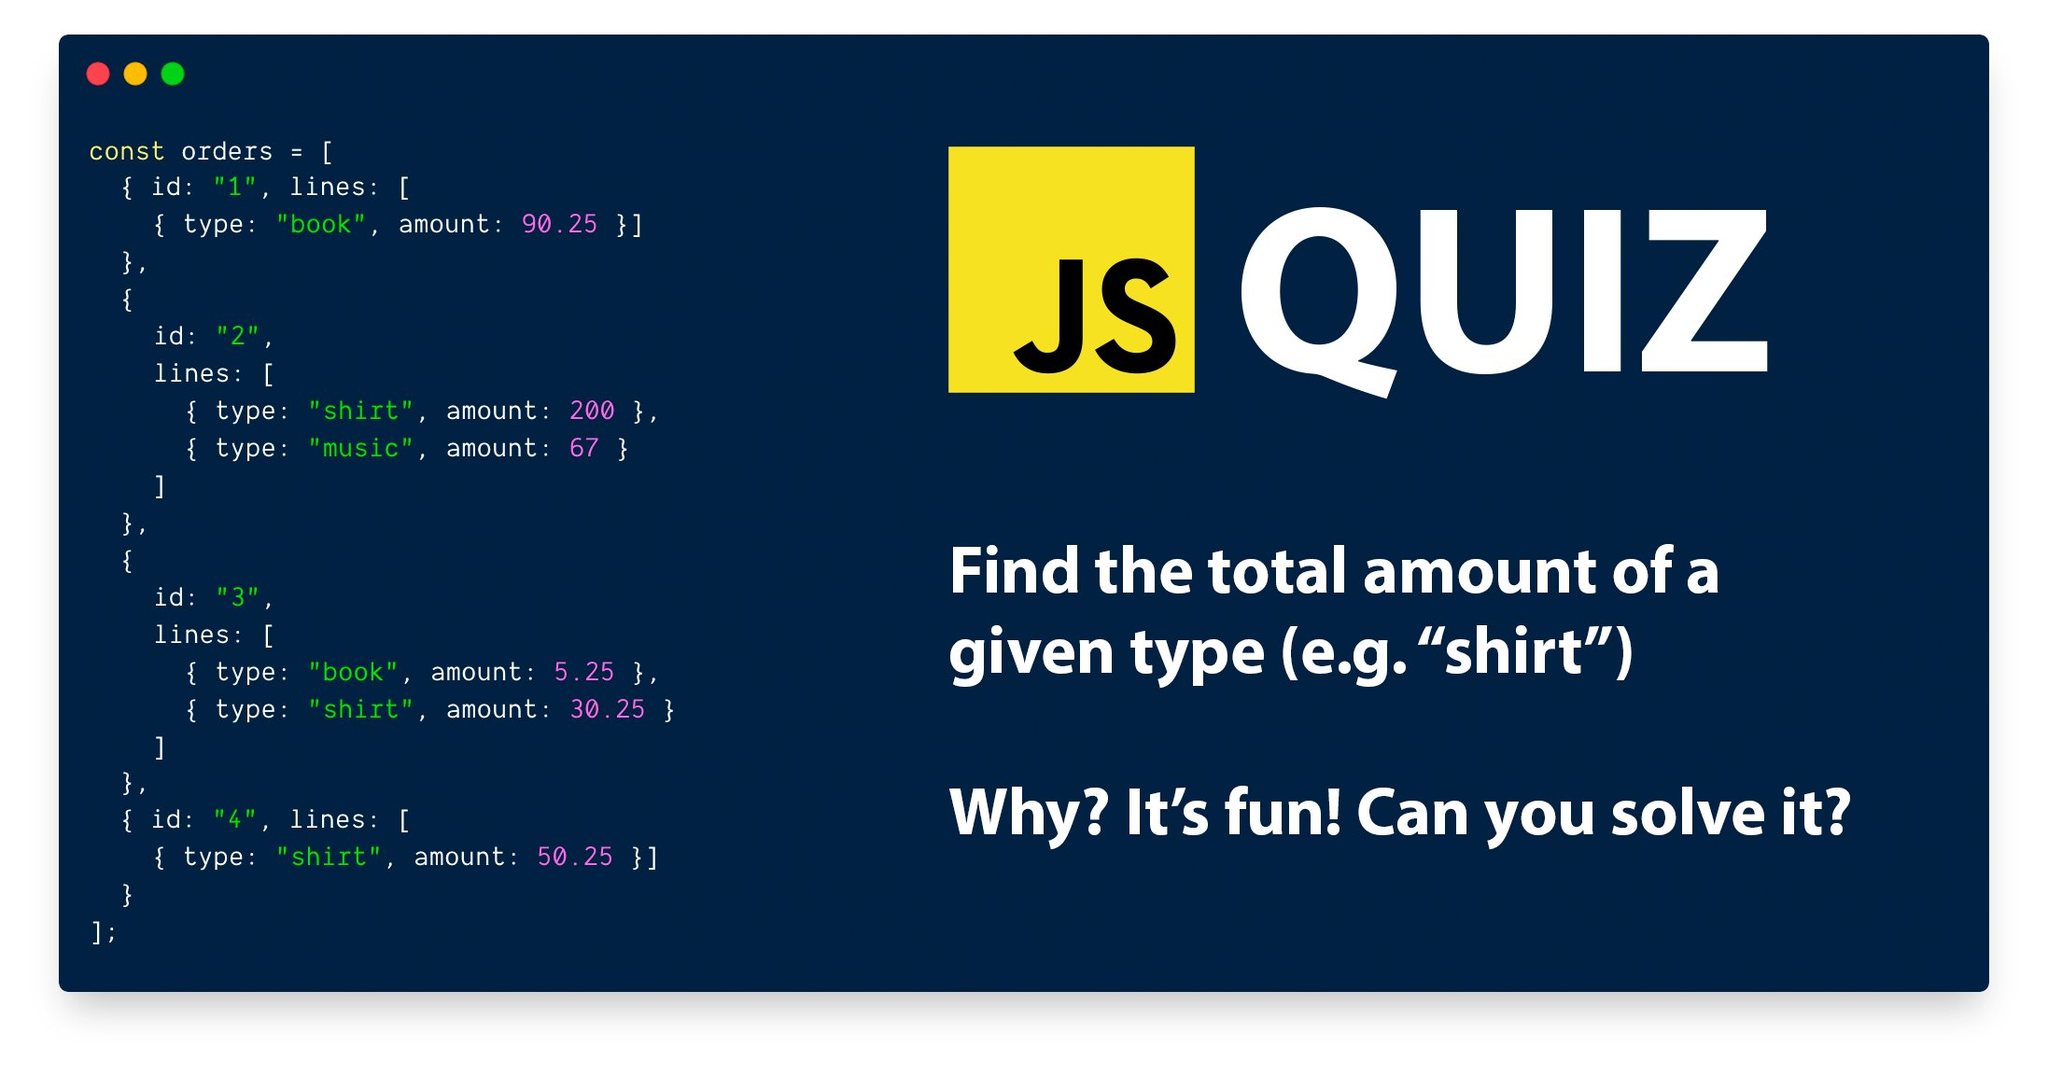 const orders = [
  { id: "1", lines: [
    { type: "book", amount: 90.25 }]
  },
  {
    id: "2",
    lines: [
      { type: "shirt", amount: 200 },
      { type: "music", amount: 67 }
    ]
  },
  {
    id: "3",
    lines: [
      { type: "book", amount: 5.25 },
      { type: "shirt", amount: 30.25 }
    ]
  },
  { id: "4", lines: [
    { type: "shirt", amount: 50.25 }]
  }
];
JS QUIZ
Find the total amount of a
given type (e.g. “shirt”)
Why? It’s fun! Can you solve it?